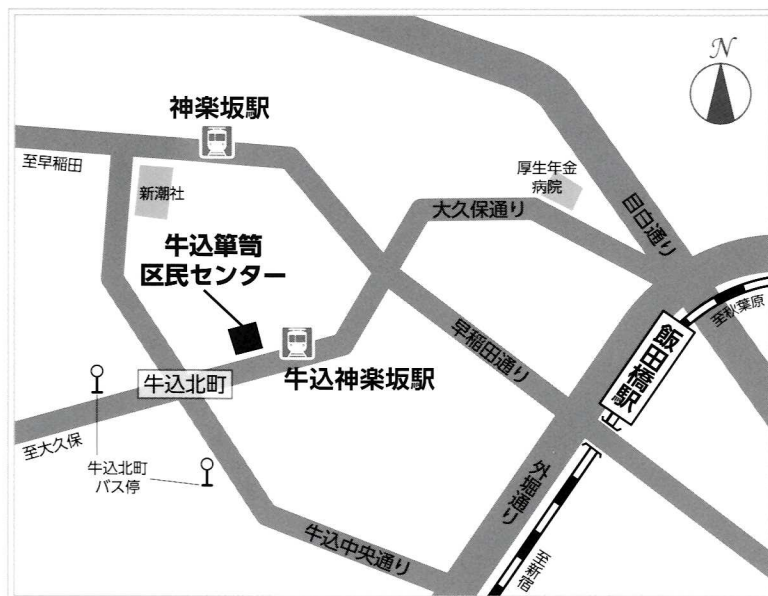 N
神楽坂駅
至早稲田
新潮社
厚生年金
病院
大久保通り
目白通り
牛込箪笥
区民センター
至秋葉原
飯田橋駅
早稲田通り
牛込神楽坂駅
牛込北町
至大久保
牛込北町
バス停
外堀通り
牛込中央通り
至新宿